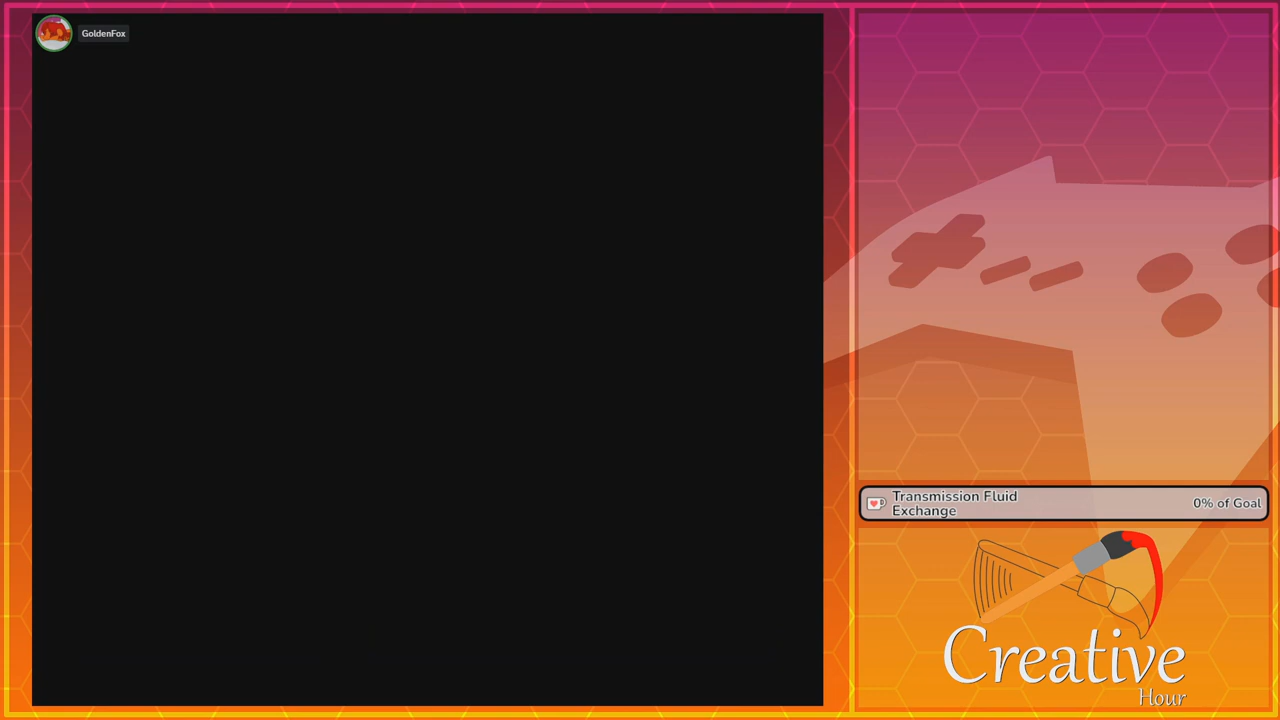 GoldenFox
Transmission Fluid
Exchange
0% of Goal
Creative
Hour